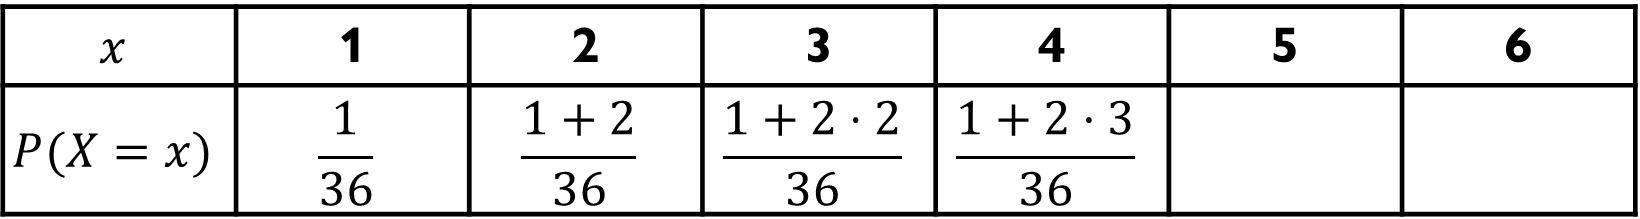 x 1 2 3 4 5 6
P(X = x) 1/36 (1 + 2)/36 (1 + 2 · 2)/36 (1 + 2 · 3)/36